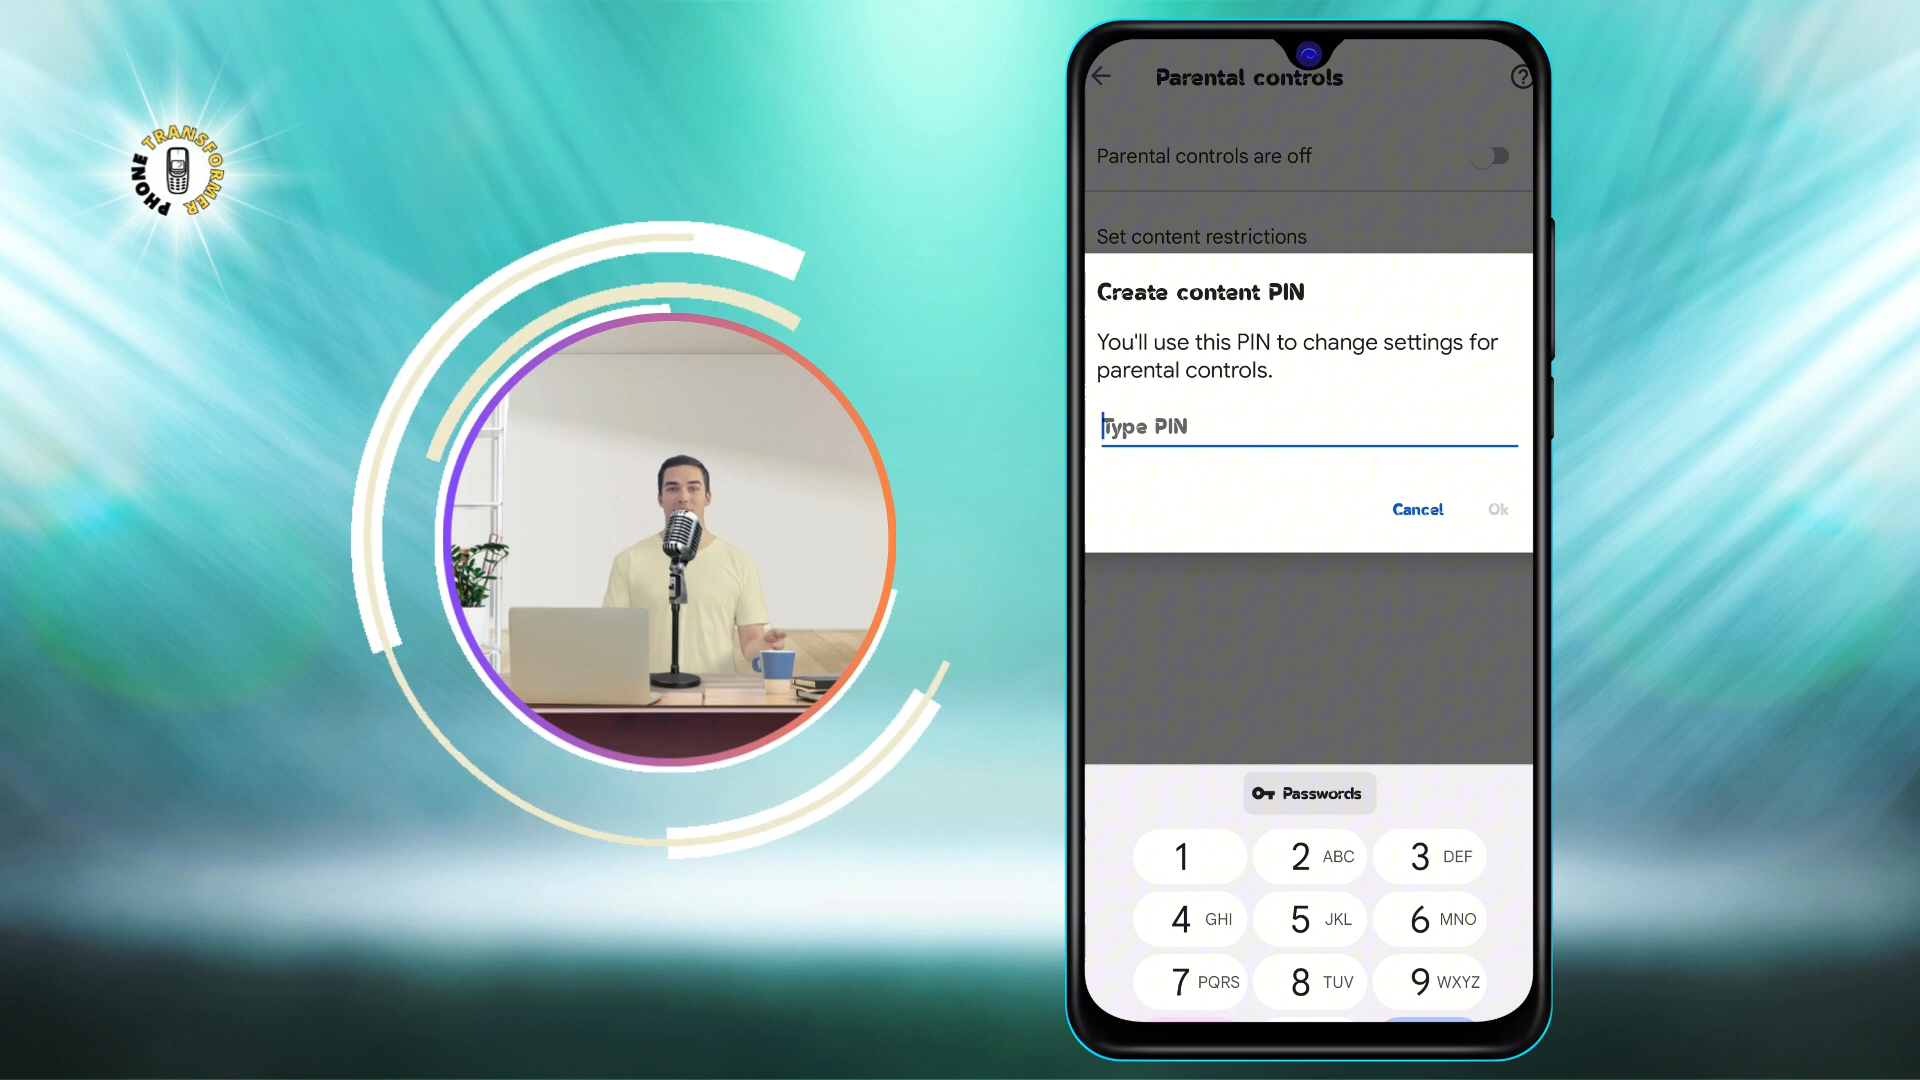 PHONE TRANSFORMER
Parental controls
Parental controls are off
Set content restrictions
Create content PIN
You'll use this PIN to change settings for
parental controls.
Type PIN
Cancel Ok
Passwords
1 2 ABC 3 DEF
4 GHI 5 JKL 6 MNO
7 PQRS 8 TUV 9 WXYZ